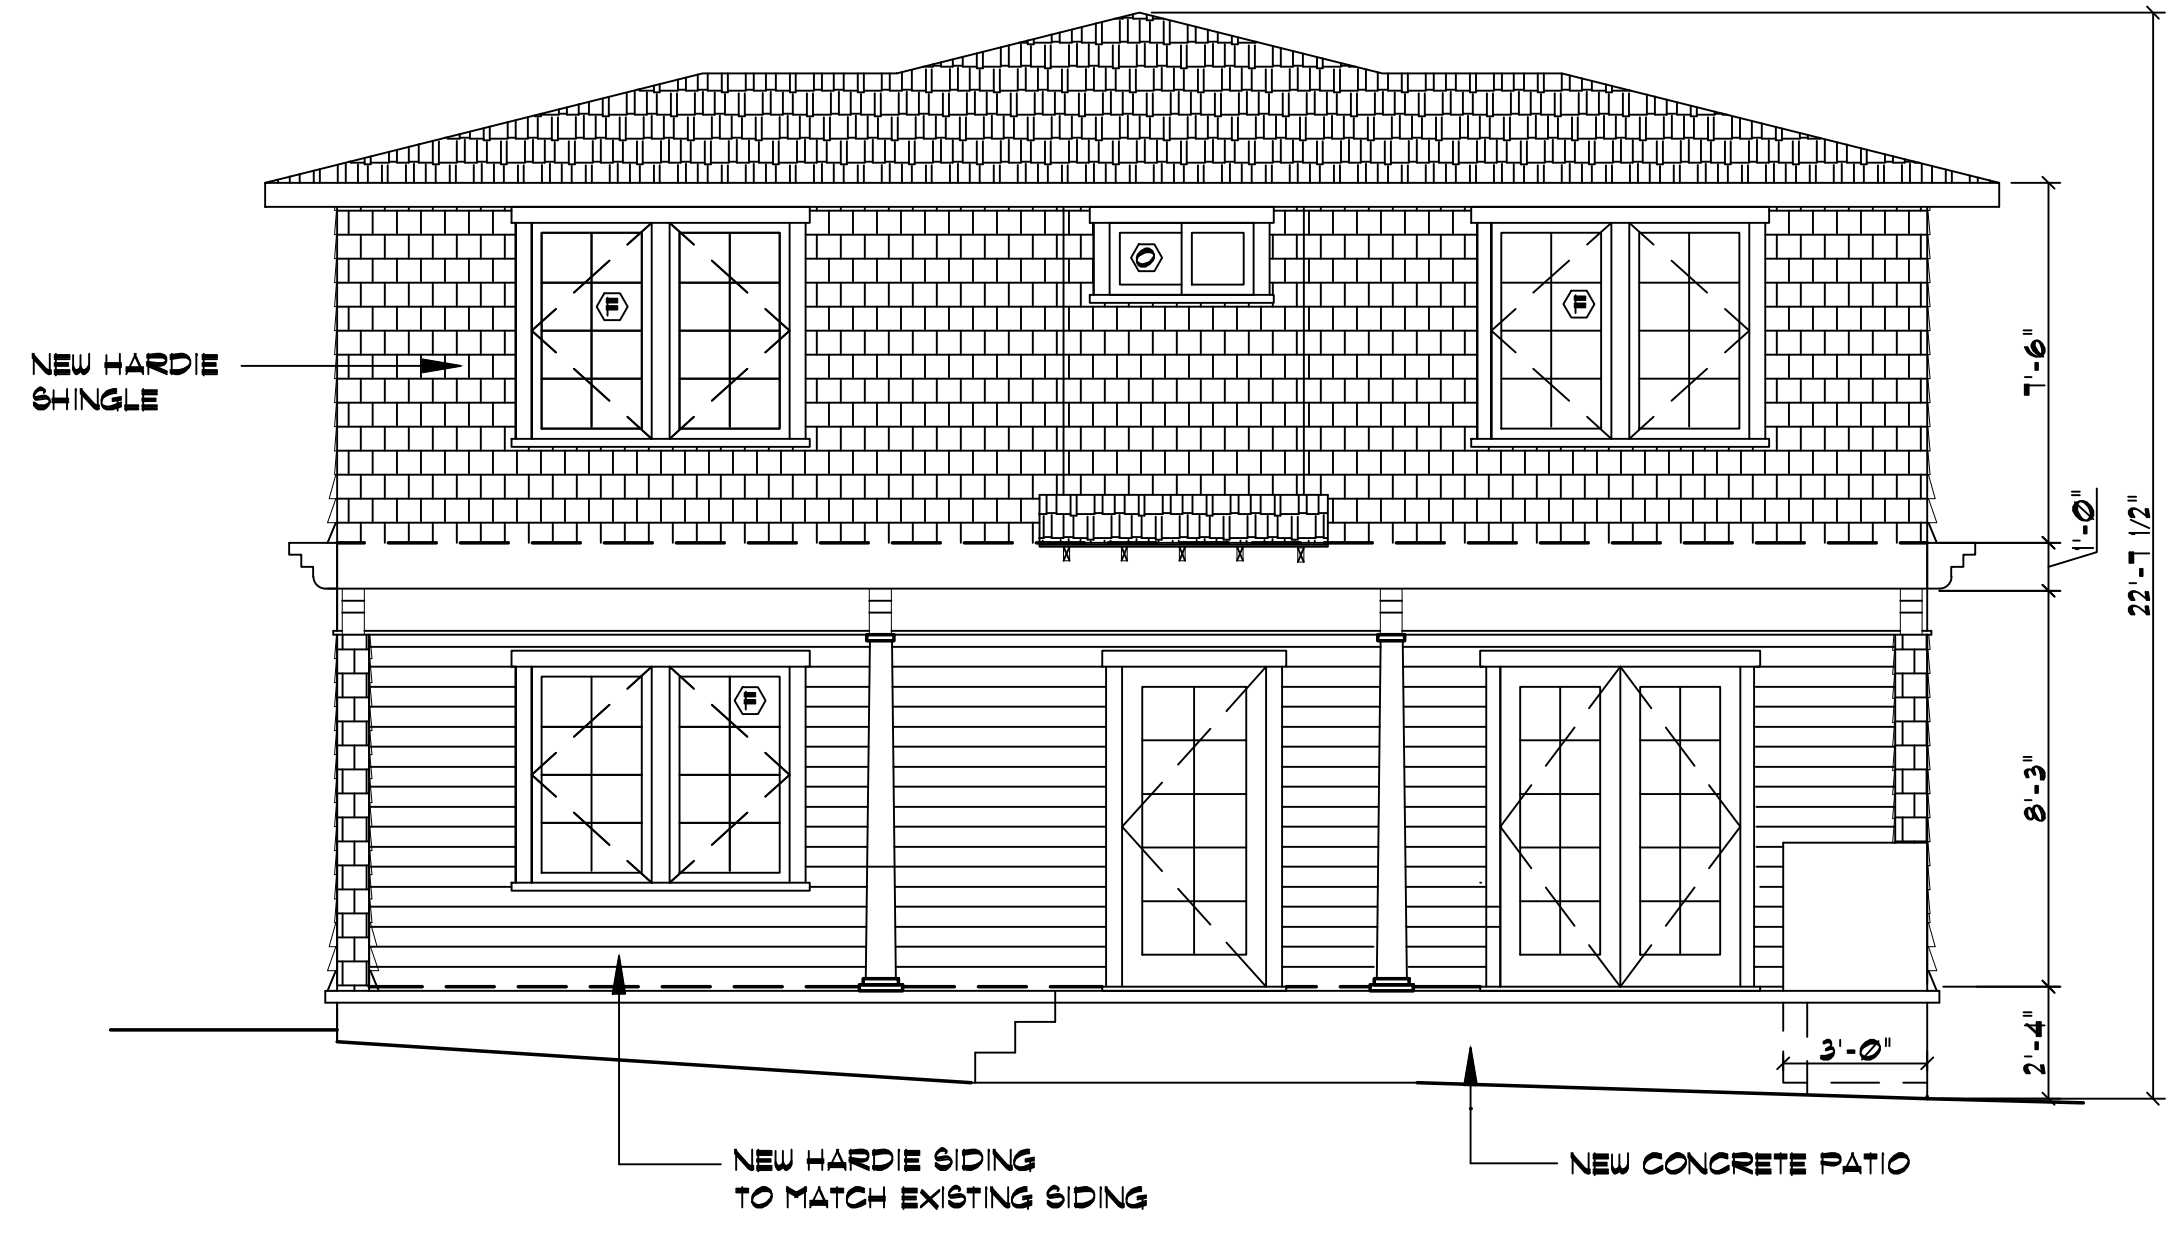 O
E
E
NEW HARDIE
SHINGLE
7'-6"
1'-0"
22'-7 1/2"
E
8'-3"
2'-4"
3'-0"
NEW HARDIE SIDING
TO MATCH EXISTING SIDING
NEW CONCRETE PATIO